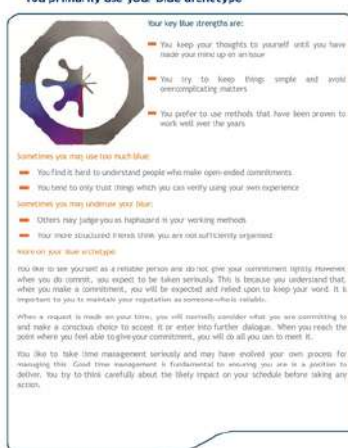 You primarily use your blue archetype
Your key Blue strengths are:
You keep your thoughts to yourself until you have
made your mind up on an issue
You try to keep things simple and avoid
overcomplicating matters
You prefer to use methods that have been proven to
work well over the years
Sometimes you may use too much blue:
You find it hard to understand people who make open-ended commitments
You tend to only trust things which you can verify using your own experience
Sometimes you may underuse your blue:
Others may judge you as haphazard in your working methods
Your more structured friends think you are not sufficiently organised
more on your blue archetype:
You like to see yourself as a reliable person and do not give your commitment lightly. However,
when you do commit, you expect to be taken seriously. This is because you understand that,
when you make a commitment, you will be expected and relied upon to keep your word. It is
important to you to maintain your reputation as someone who is reliable.
When a request is made on your time, you will normally consider what you are committing to
and make a conscious choice to accept it or enter into further dialogue. When you reach the
point where you feel able to give your commitment, you will do all you can to meet it.
You like to take time management seriously and may have evolved your own process for
managing this. Good time management is fundamental to ensuring you are in a position to
deliver. You try to think carefully about the likely impact on your schedule before taking any
action.